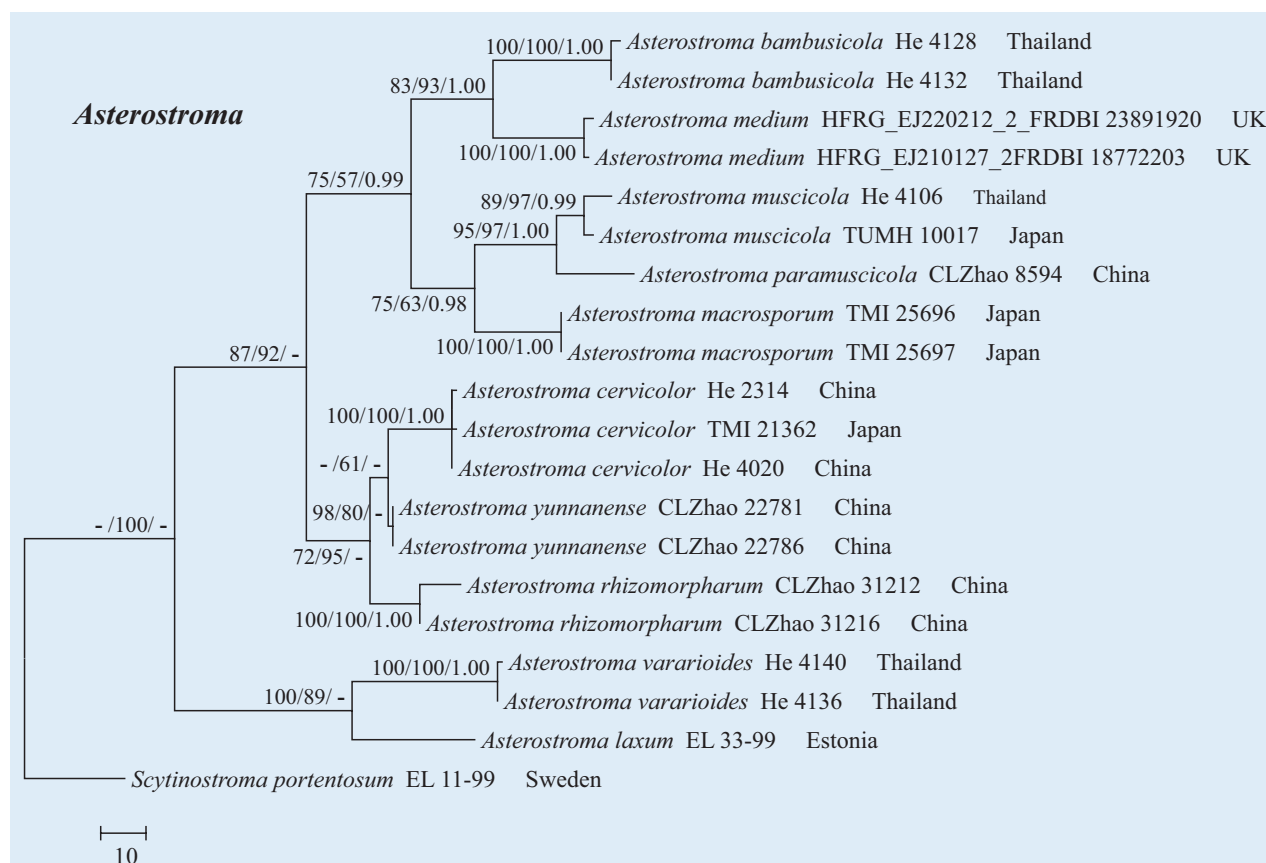 100/100/1.00 Asterostroma bambusicola He 4128 Thailand
Asterostroma bambusicola He 4132 Thailand
83/93/1.00
Asterostroma
Asterostroma medium HFRG_EJ220212_2_FRDBI 23891920 UK
100/100/1.00 Asterostroma medium HFRG_EJ210127_2FRDBI 18772203 UK
75/57/0.99
89/97/0.99 Asterostroma muscicola He 4106 Thailand
95/97/1.00 Asterostroma muscicola TUMH 10017 Japan
Asterostroma paramuscicola CLZhao 8594 China
75/63/0.98
Asterostroma macrosporum TMI 25696 Japan
100/100/1.00 Asterostroma macrosporum TMI 25697 Japan
87/92/ -
Asterostroma cervicolor He 2314 China
100/100/1.00
Asterostroma cervicolor TMI 21362 Japan
- /61/ - Asterostroma cervicolor He 4020 China
98/80/ - Asterostroma yunnanense CLZhao 22781 China
- /100/ -
Asterostroma yunnanense CLZhao 22786 China
72/95/ -
Asterostroma rhizomorpharum CLZhao 31212 China
100/100/1.00 Asterostroma rhizomorpharum CLZhao 31216 China
100/100/1.00 Asterostroma vararioides He 4140 Thailand
100/89/ - Asterostroma vararioides He 4136 Thailand
Asterostroma laxum EL 33-99 Estonia
Scytinostroma portentosum EL 11-99 Sweden
10